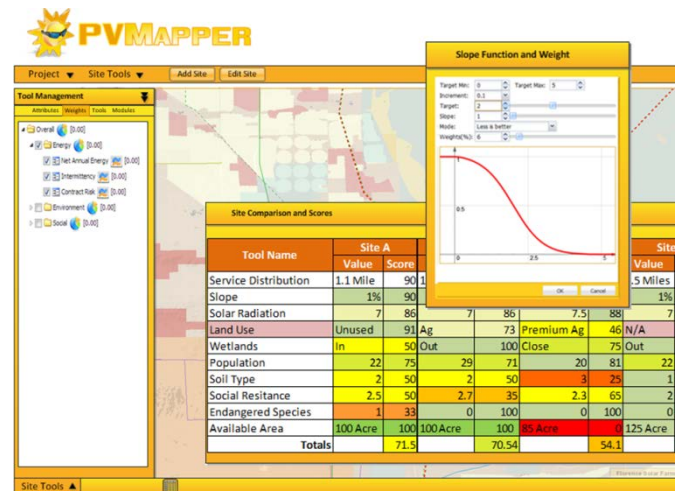 PVMAPPER
Project Site Tools Add Site Edit Site
Tool Management
Attributes Weights Tools Modules
Overall [0.00]
Energy [0.00]
Net Annual Energy [0.00]
Intermittency [0.00]
Contract Risk [0.00]
Environment [0.00]
Social [0.00]
Slope Function and Weight
Target Min: 0 Target Max: 5
Increment: 0.1
Target: 2
Slope: 1
Mode: Less is better
Weights(%): 6
1
0.5
0 2.5 5
OK Cancel
Site Comparison and Scores
Tool Name Site A Site
Value Score Value
Service Distribution 1.1 Mile 90 1 .5 Miles
Slope 1% 90 1%
Solar Radiation 7 86 7 86 7.5 88 7
Land Use Unused 91 Ag 73 Premium Ag 46 N/A
Wetlands In 50 Out 100 Close 75 Out
Population 22 75 29 71 20 81 22
Soil Type 2 50 2 50 3 25 1
Social Resitance 2.5 50 2.7 35 2.3 65 2
Endangered Species 1 33 0 100 0 100 0
Available Area 100 Acre 100 100 Acre 100 85 Acre 0 125 Acre
Totals 71.5 70.54 54.1
Site Tools